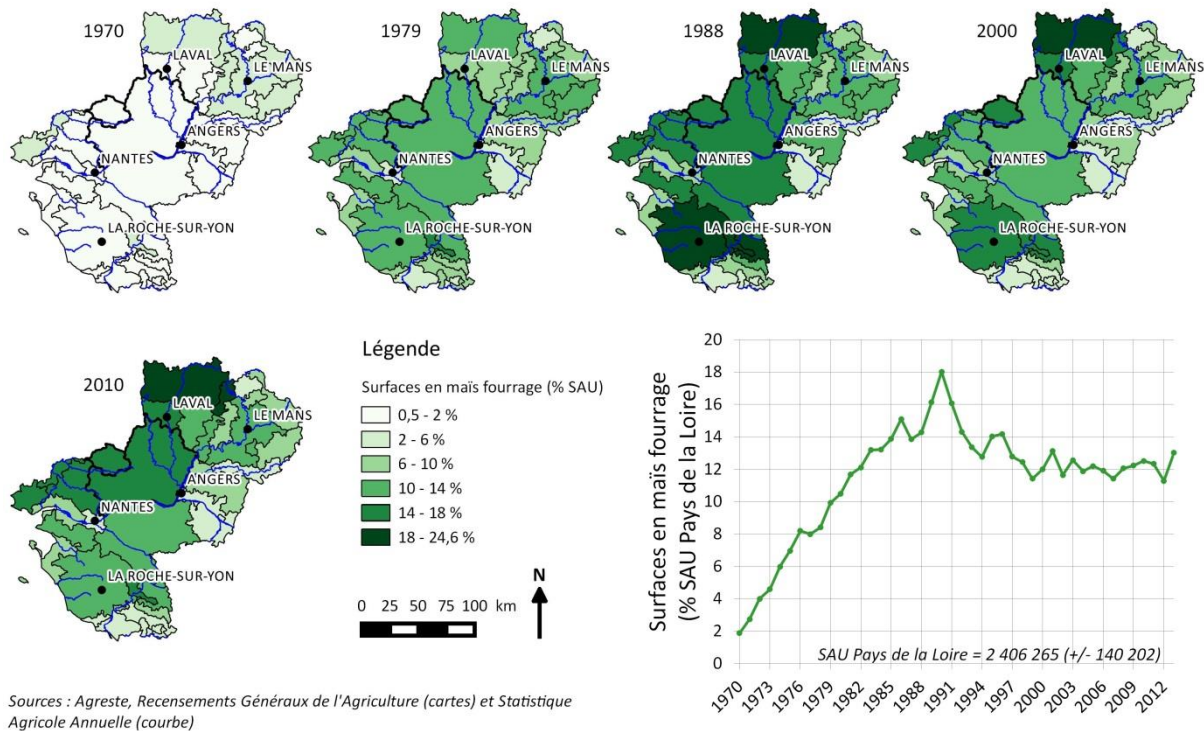 1970
LAVAL
LE MANS
ANGERS
NANTES
LA ROCHE-SUR-YON
1979
LAVAL
LE MANS
ANGERS
NANTES
LA ROCHE-SUR-YON
1988
LAVAL
LE MANS
ANGERS
NANTES
LA ROCHE-SUR-YON
2000
LAVAL
LE MANS
ANGERS
NANTES
LA ROCHE-SUR-YON
2010
LAVAL
LE MANS
ANGERS
NANTES
LA ROCHE-SUR-YON
Légende
Surfaces en maïs fourrage (% SAU)
0,5 - 2 %
2 - 6 %
6 - 10 %
10 - 14 %
14 - 18 %
18 - 24,6 %
0 25 50 75 100 km
N
Surfaces en maïs fourrage
(% SAU Pays de la Loire)
20
18
16
14
12
10
8
6
4
2
0
SAU Pays de la Loire = 2 406 265 (+/- 140 202)
1970 1973 1976 1979 1982 1985 1988 1991 1994 1997 2000 2003 2006 2009 2012
Sources : Agreste, Recensements Généraux de l'Agriculture (cartes) et Statistique
Agricole Annuelle (courbe)